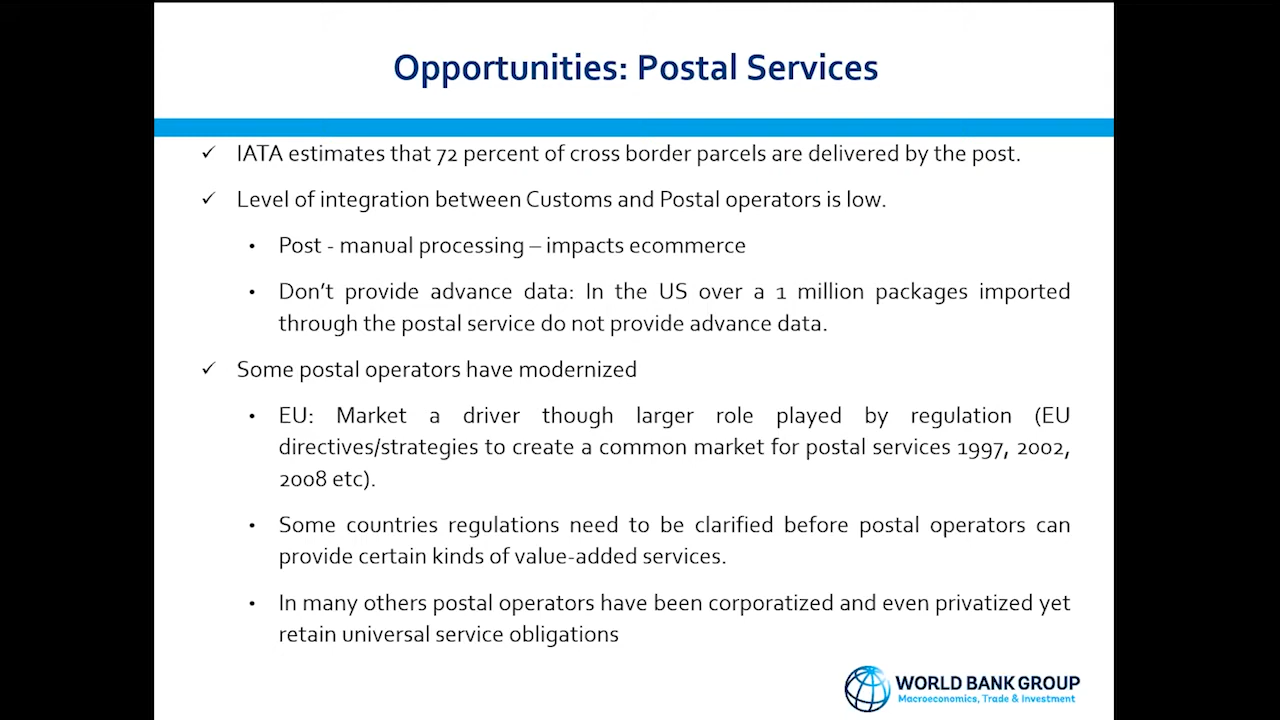 Opportunities: Postal Services
✓ IATA estimates that 72 percent of cross border parcels are delivered by the post.
✓ Level of integration between Customs and Postal operators is low.
• Post - manual processing – impacts ecommerce
• Don’t provide advance data: In the US over a 1 million packages imported
through the postal service do not provide advance data.
✓ Some postal operators have modernized
• EU: Market a driver though larger role played by regulation (EU
directives/strategies to create a common market for postal services 1997, 2002,
2008 etc).
• Some countries regulations need to be clarified before postal operators can
provide certain kinds of value-added services.
• In many others postal operators have been corporatized and even privatized yet
retain universal service obligations
WORLD BANK GROUP
Macroeconomics, Trade & Investment